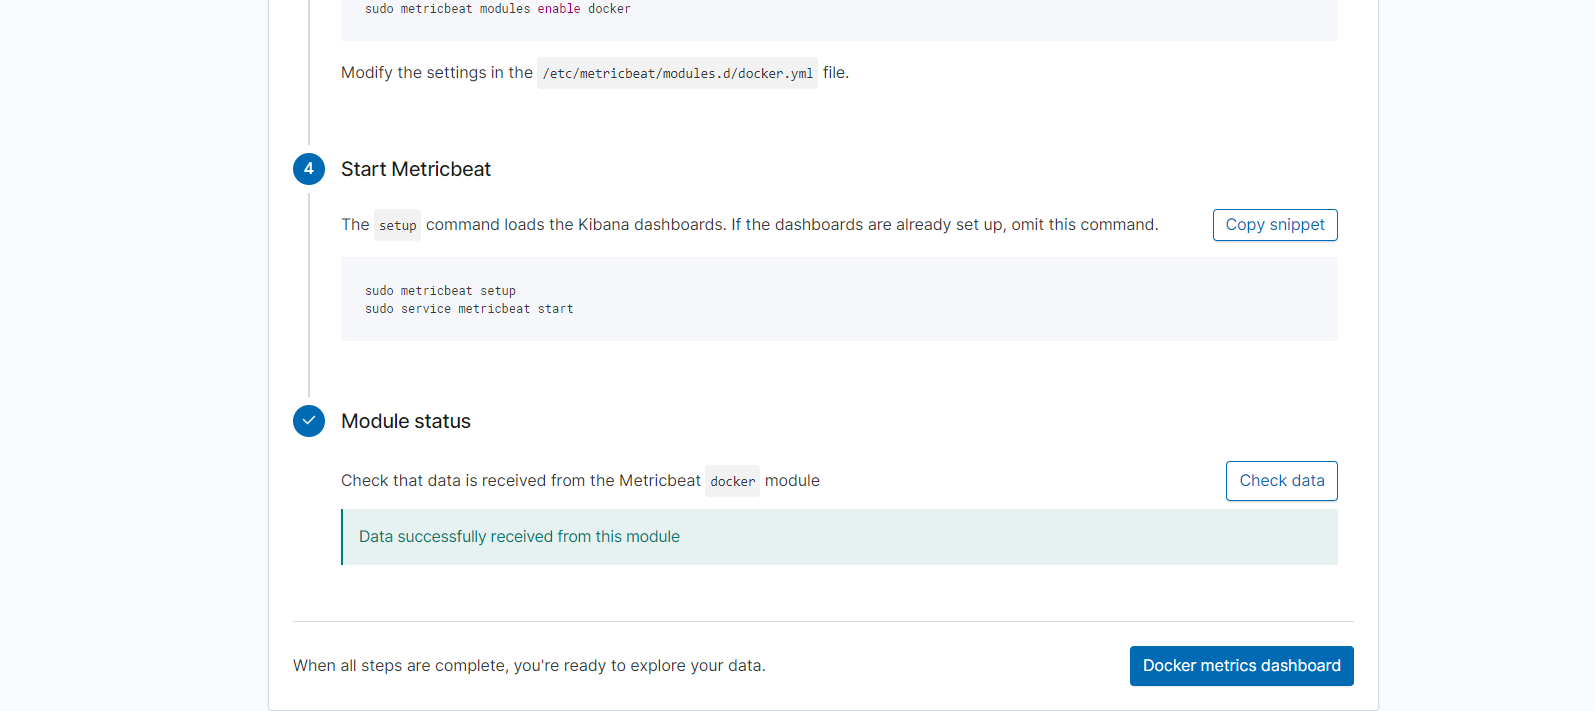 sudo metricbeat modules enable docker
Modify the settings in the /etc/metricbeat/modules.d/docker.yml file.
4 Start Metricbeat
The setup command loads the Kibana dashboards. If the dashboards are already set up, omit this command. Copy snippet
sudo metricbeat setup
sudo service metricbeat start
Module status
Check that data is received from the Metricbeat docker module Check data
Data successfully received from this module
When all steps are complete, you're ready to explore your data. Docker metrics dashboard